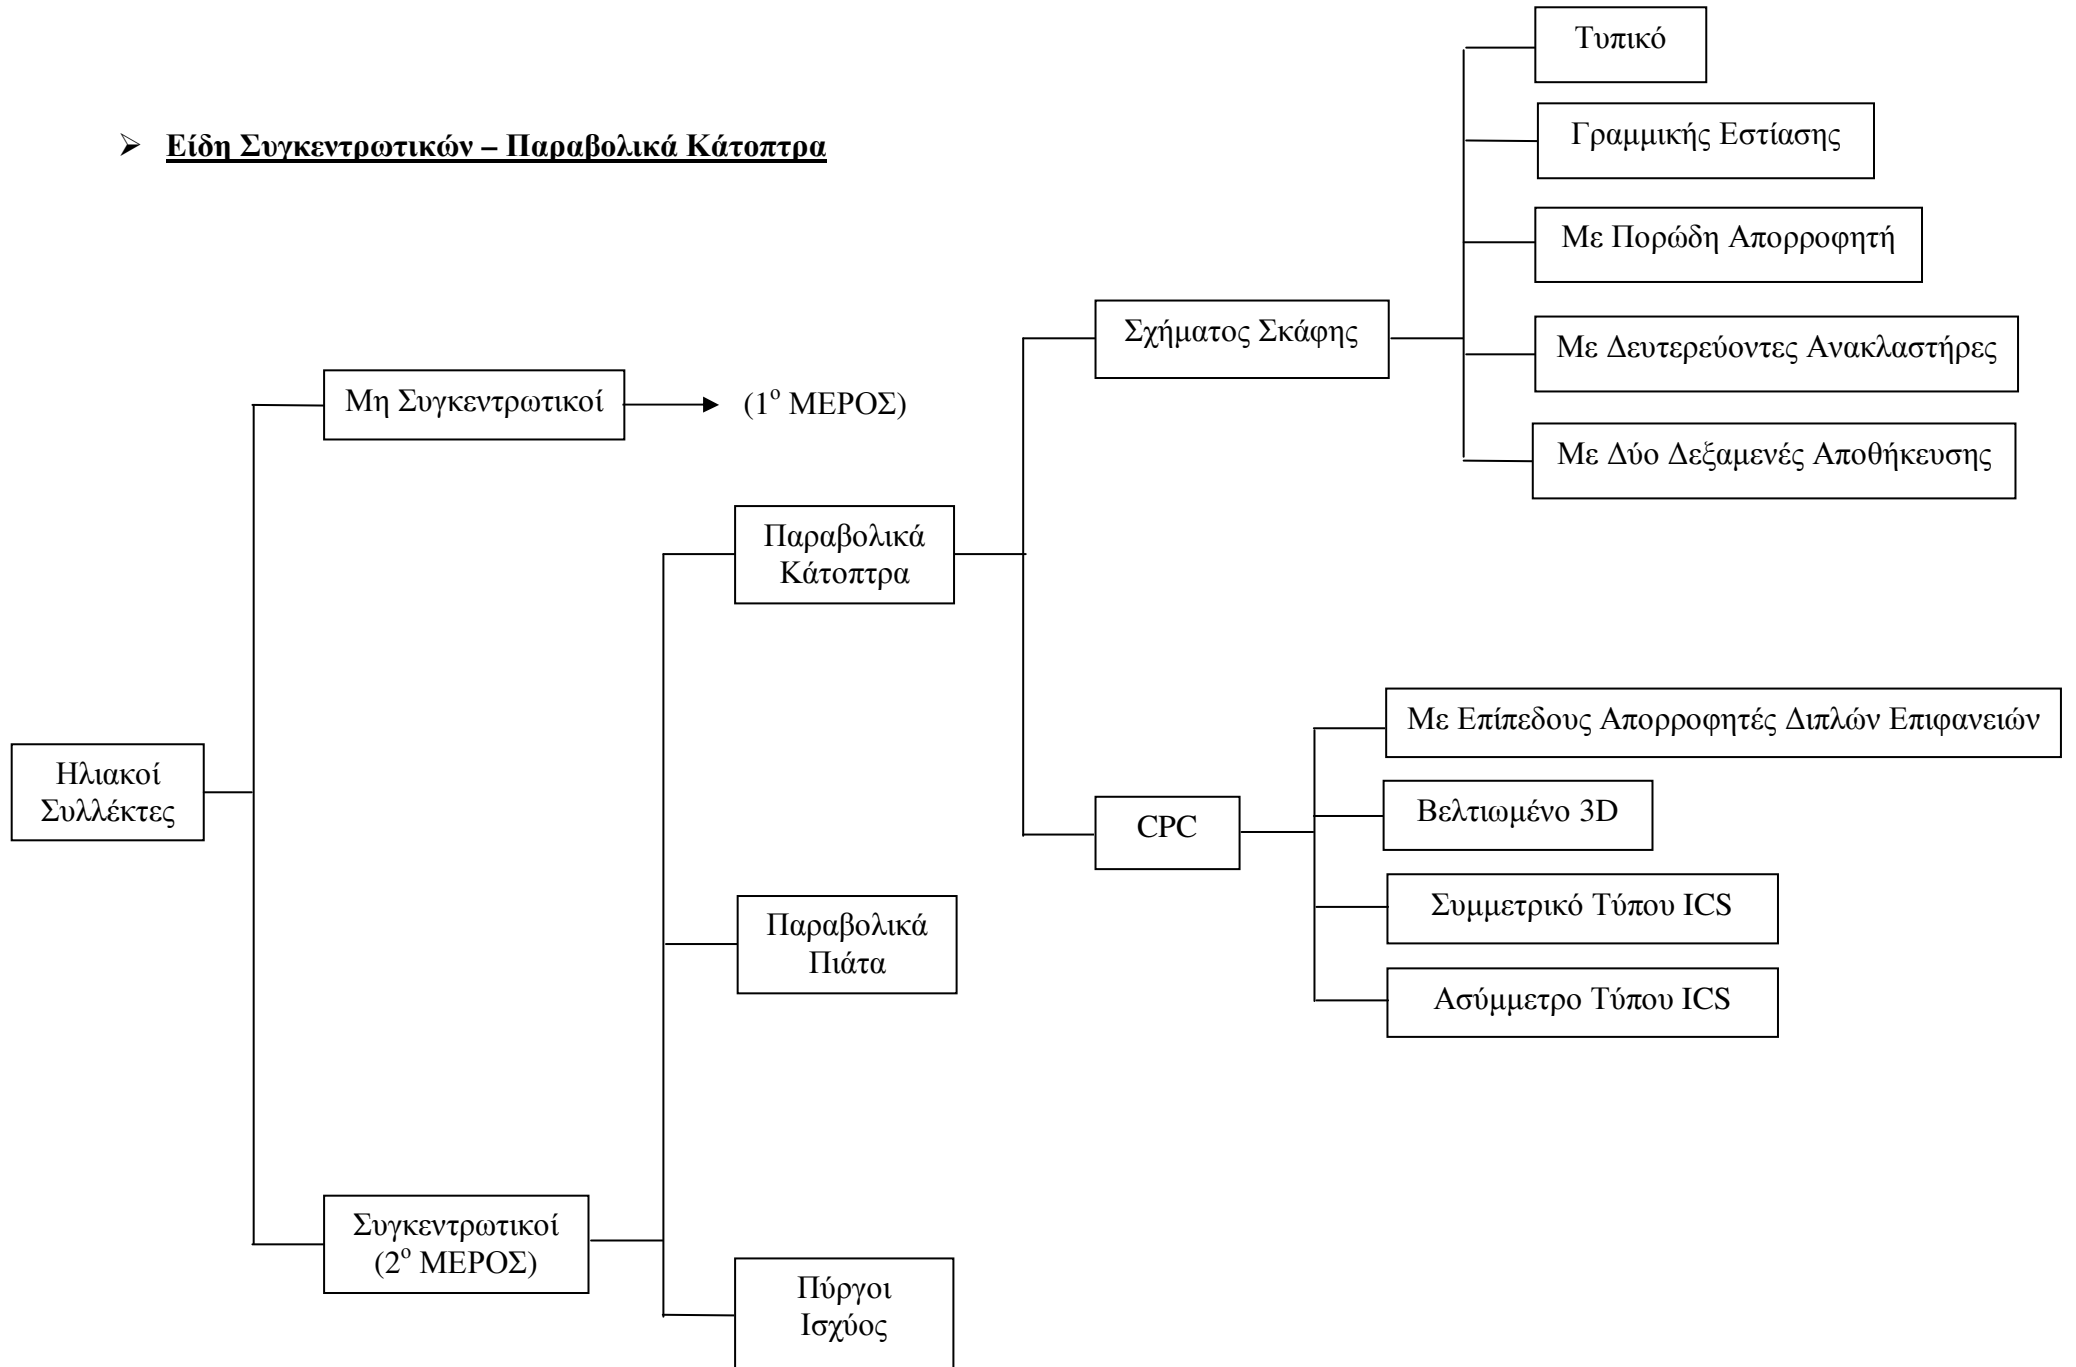 Τυπικό
➢ Είδη Συγκεντρωτικών – Παραβολικά Κάτοπτρα
Γραμμικής Εστίασης
Με Πορώδη Απορροφητή
Σχήματος Σκάφης
Με Δευτερεύοντες Ανακλαστήρες
Μη Συγκεντρωτικοί
(1ο ΜΕΡΟΣ)
Με Δύο Δεξαμενές Αποθήκευσης
Παραβολικά
Κάτοπτρα
Με Επίπεδους Απορροφητές Διπλών Επιφανειών
Ηλιακοί
Συλλέκτες
Βελτιωμένο 3D
CPC
Συμμετρικό Τύπου ICS
Παραβολικά
Πιάτα
Ασύμμετρο Τύπου ICS
Συγκεντρωτικοί
(2ο ΜΕΡΟΣ)
Πύργοι
Ισχύος